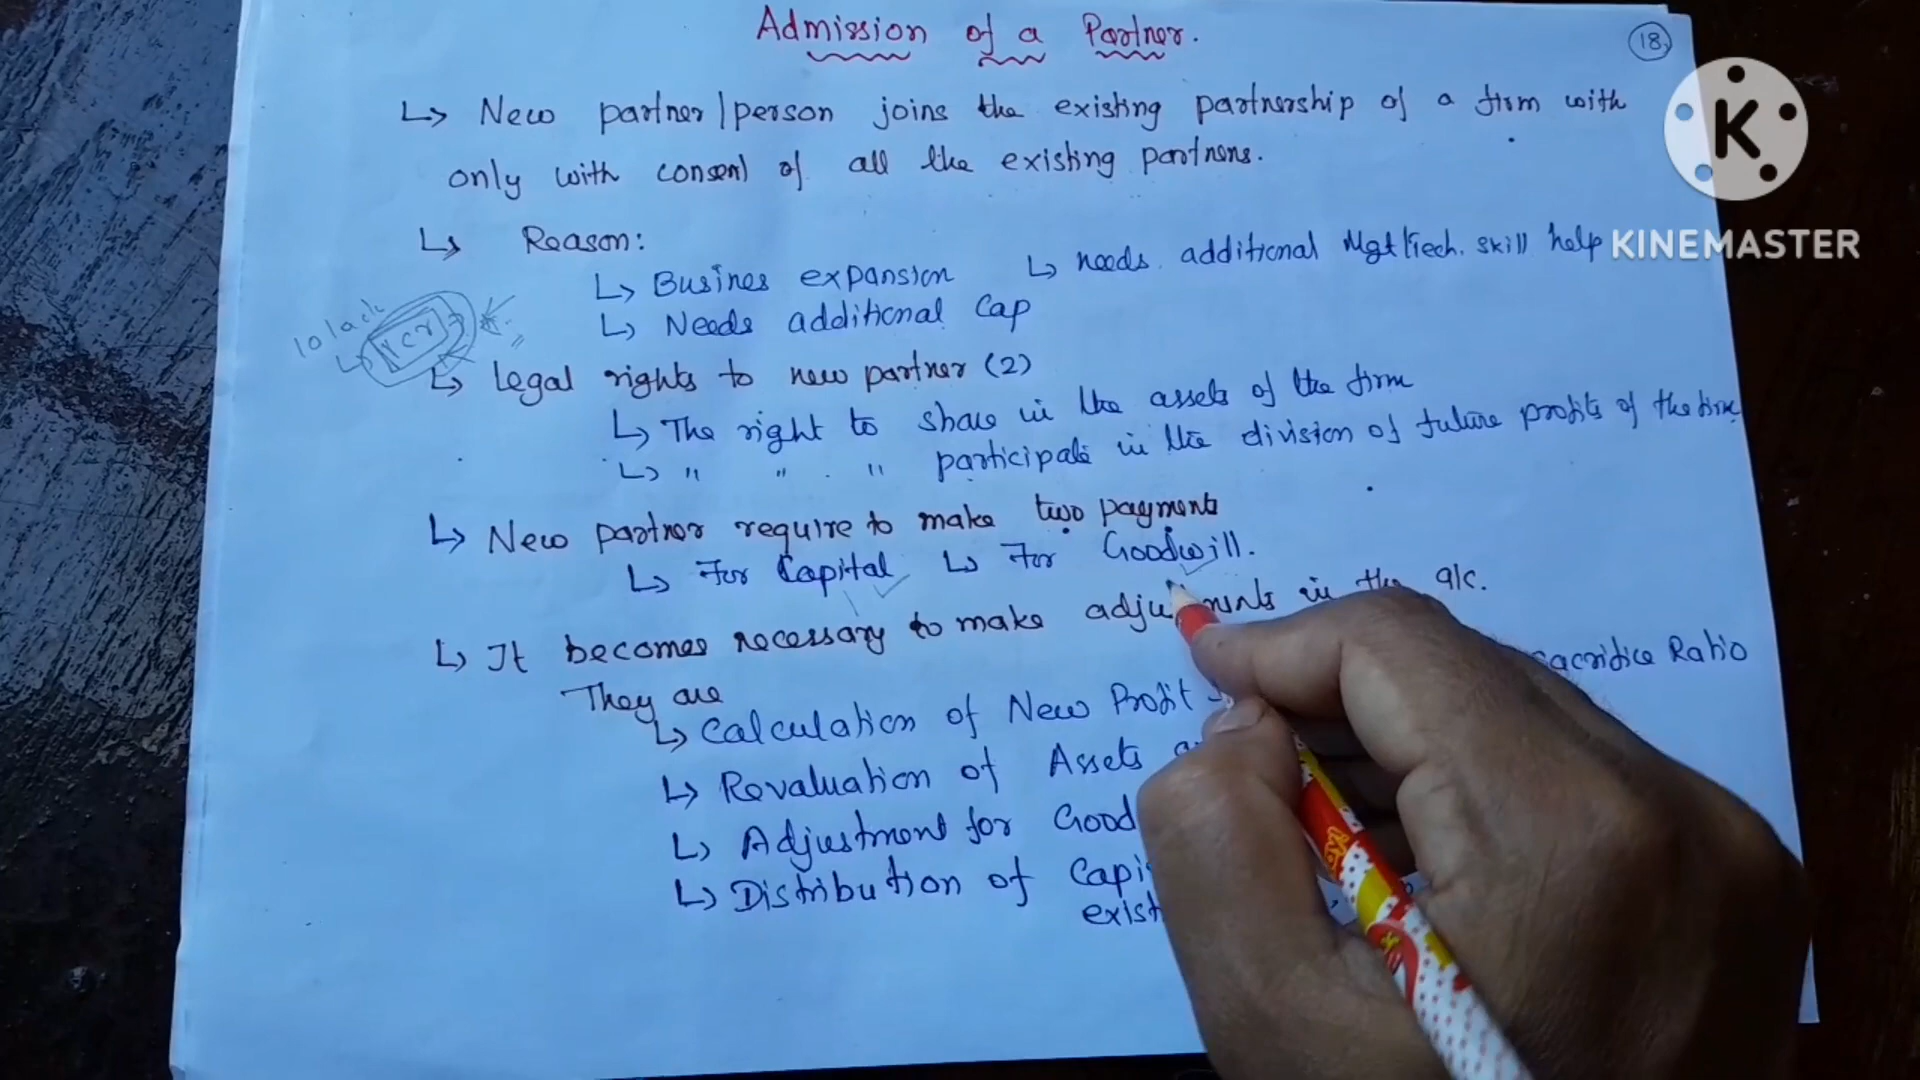 Admission of a Partner.
18.
↳ New partner/person joins the existing partnership of a firm with
only with consent of all the existing partners.
↳ Reason:
↳ Busines expansion ↳ needs additional Mgt/Tech. skill help
↳ Needs additional Cap
10 lack
1cr
↳ Legal rights to new partner (2)
↳ The right to share in the assets of the firm
↳ " " " participate in the division of future profits of the firm
↳ New partner require to make two payments
↳ For Capital ↳ For Goodwill.
↳ It becomes necessary to make adjustments in the a/c.
They are
↳ Calculation of New Profit Sacrifice Ratio
↳ Revaluation of Assets
↳ Adjustment for Good
↳ Distribution of Capi
exist
K
KINEMASTER